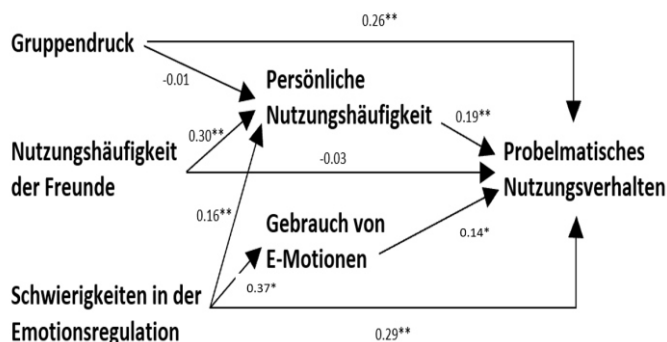 0.26**
Gruppendruck
-0.01
Persönliche
Nutzungshäufigkeit
0.19**
0.30**
Nutzungshäufigkeit
der Freunde
-0.03
Probelmatisches
Nutzungsverhalten
0.16**
Gebrauch von
E-Motionen
0.14*
0.37*
Schwierigkeiten in der
Emotionsregulation
0.29**